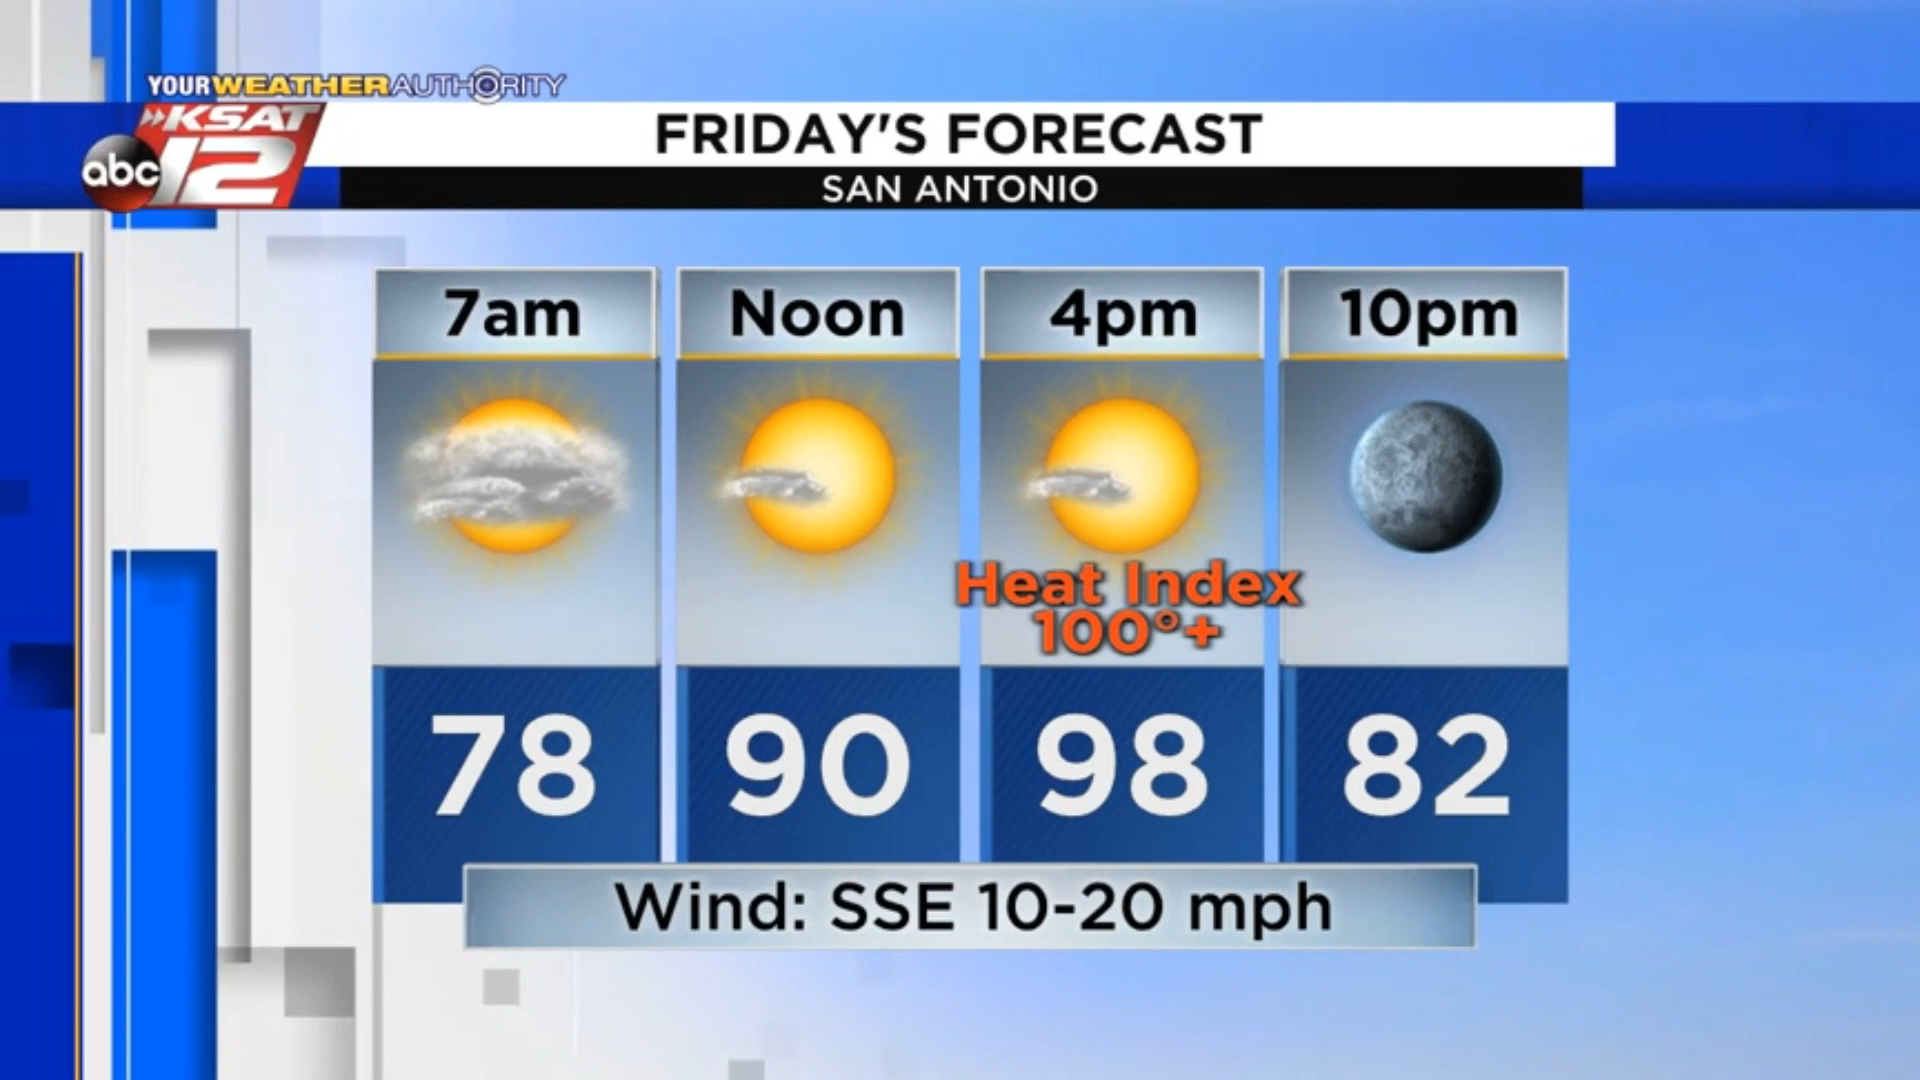 YOURWEATHERAUTHORITY
KSAT
abc 12
FRIDAY'S FORECAST
SAN ANTONIO
7am Noon 4pm 10pm
Heat Index
100°+
78 90 98 82
Wind: SSE 10-20 mph